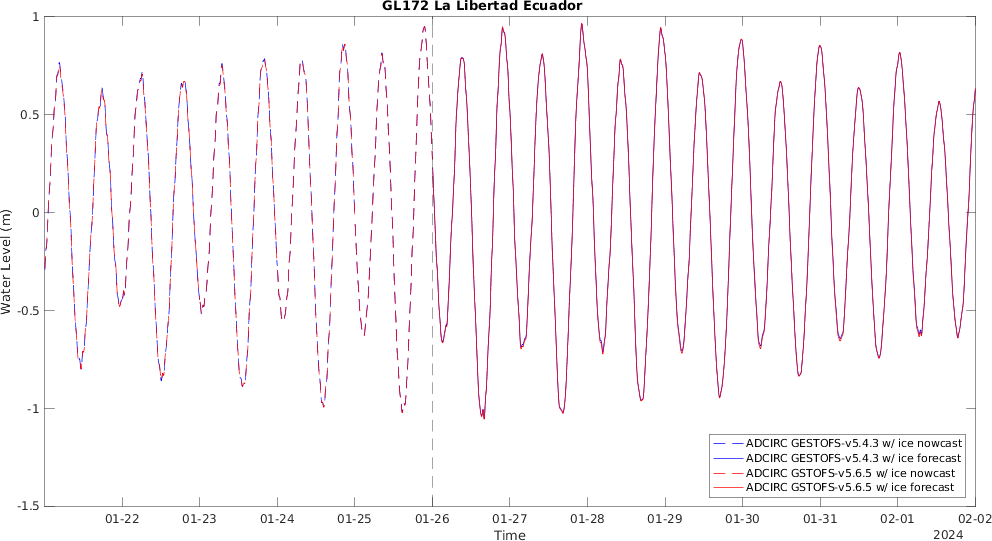 GL172 La Libertad Ecuador
1
0.5
0
-0.5
-1
-1.5
Water Level (m)
01-22 01-23 01-24 01-25 01-26 01-27 01-28 01-29 01-30 01-31 02-01 02-02
Time
2024
ADCIRC GESTOFS-v5.4.3 w/ ice nowcast
ADCIRC GESTOFS-v5.4.3 w/ ice forecast
ADCIRC GSTOFS-v5.6.5 w/ ice nowcast
ADCIRC GSTOFS-v5.6.5 w/ ice forecast